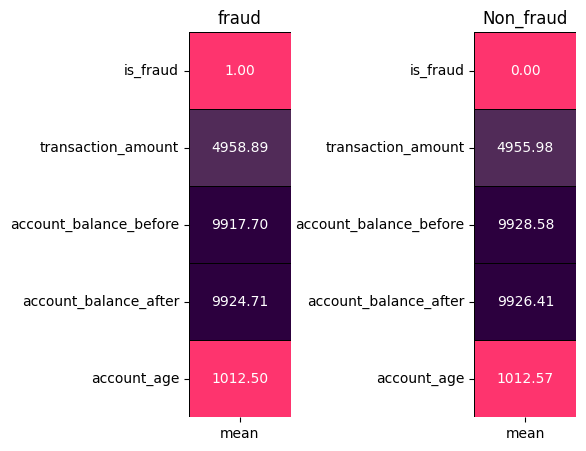 fraud
is_fraud 1.00
transaction_amount 4958.89
account_balance_before 9917.70
account_balance_after 9924.71
account_age 1012.50
mean
Non_fraud
is_fraud 0.00
transaction_amount 4955.98
account_balance_before 9928.58
account_balance_after 9926.41
account_age 1012.57
mean